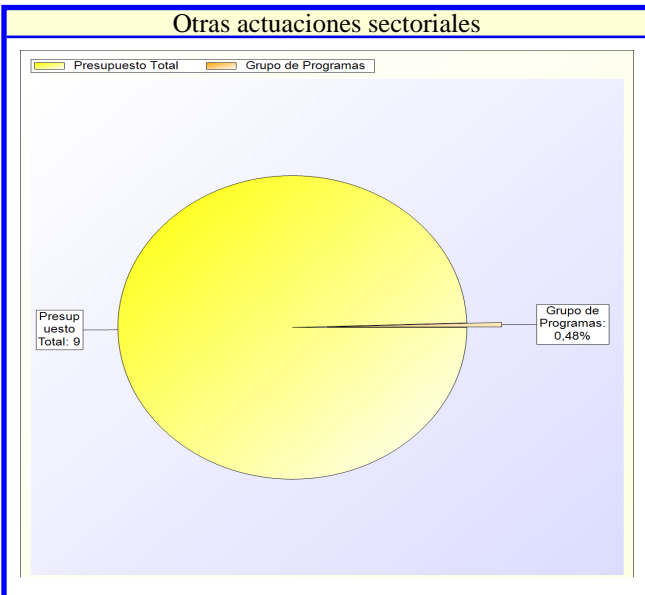 Otras actuaciones sectoriales
Presupuesto Total Grupo de Programas
Presup
uesto
Total: 9
Grupo de
Programas:
0,48%